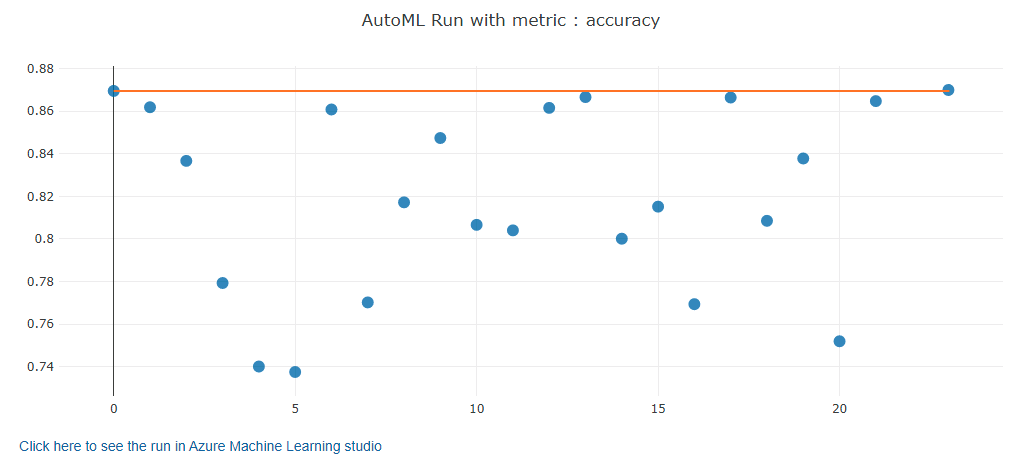 AutoML Run with metric : accuracy
0.88
0.86
0.84
0.82
0.8
0.78
0.76
0.74
0 5 10 15 20
Click here to see the run in Azure Machine Learning studio